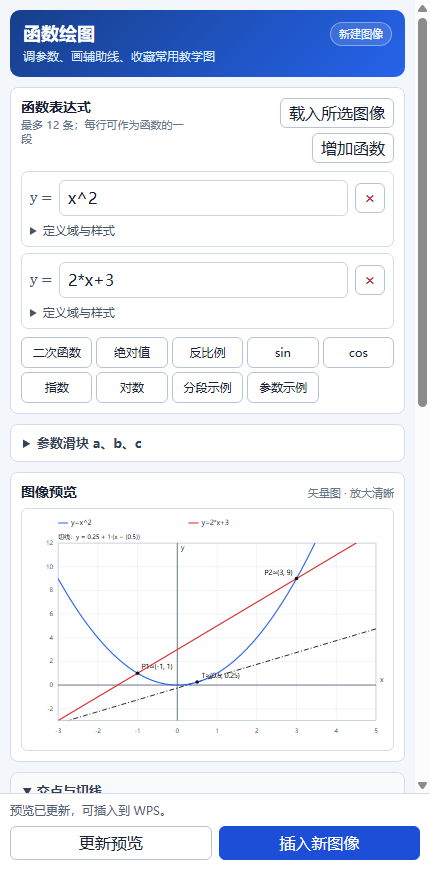 函数绘图
新建图像
调参数、画辅助线、收藏常用教学图
函数表达式
最多 12 条；每行可作为函数的一
段
载入所选图像
增加函数
y = x^2 ×
▶ 定义域与样式
y = 2*x+3 ×
▶ 定义域与样式
二次函数 绝对值 反比例 sin cos
指数 对数 分段示例 参数示例
▶ 参数滑块 a、b、c
图像预览 矢量图 · 放大清晰
y=x^2 y=2*x+3
切线: y = 0.25 + 1·(x − (0.5))
12
y
P2=(3, 9)
10
8
6
4
2
P1=(-1, 1)
T=(0.5, 0.25)
x
0
-2
-3 -2 -1 0 1 2 3 4 5
▼ 交点与切线
预览已更新，可插入到 WPS。
更新预览 插入新图像